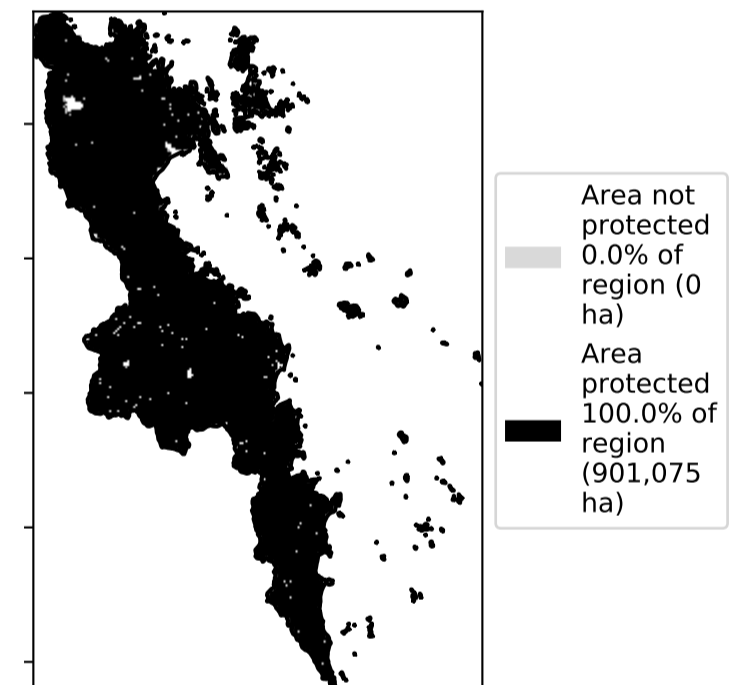 Area not
protected
0.0% of
region (0
ha)
Area
protected
100.0% of
region
(901,075
ha)